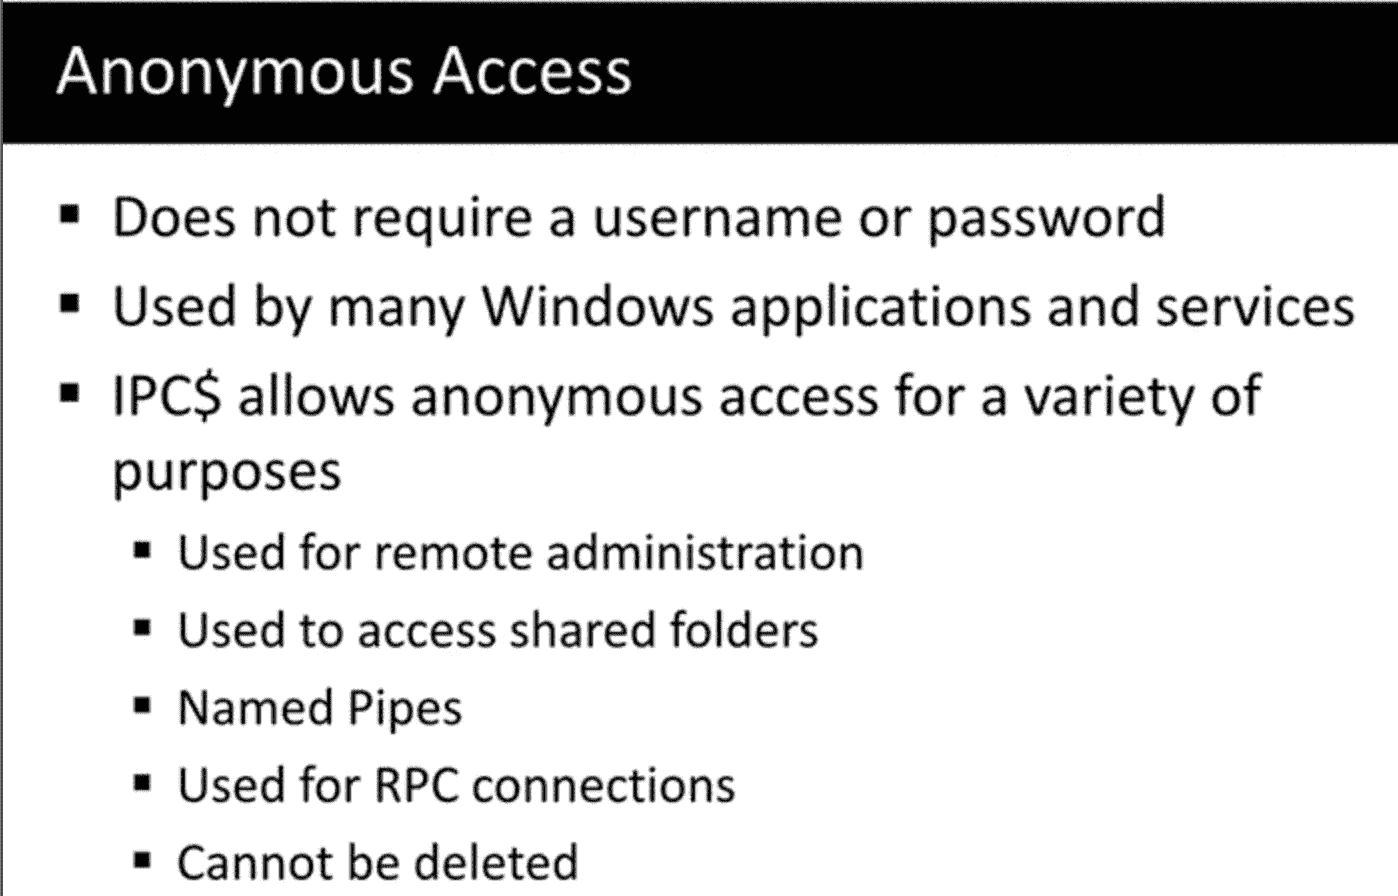 Anonymous Access
▪ Does not require a username or password
▪ Used by many Windows applications and services
▪ IPC$ allows anonymous access for a variety of
purposes
▪ Used for remote administration
▪ Used to access shared folders
▪ Named Pipes
▪ Used for RPC connections
▪ Cannot be deleted